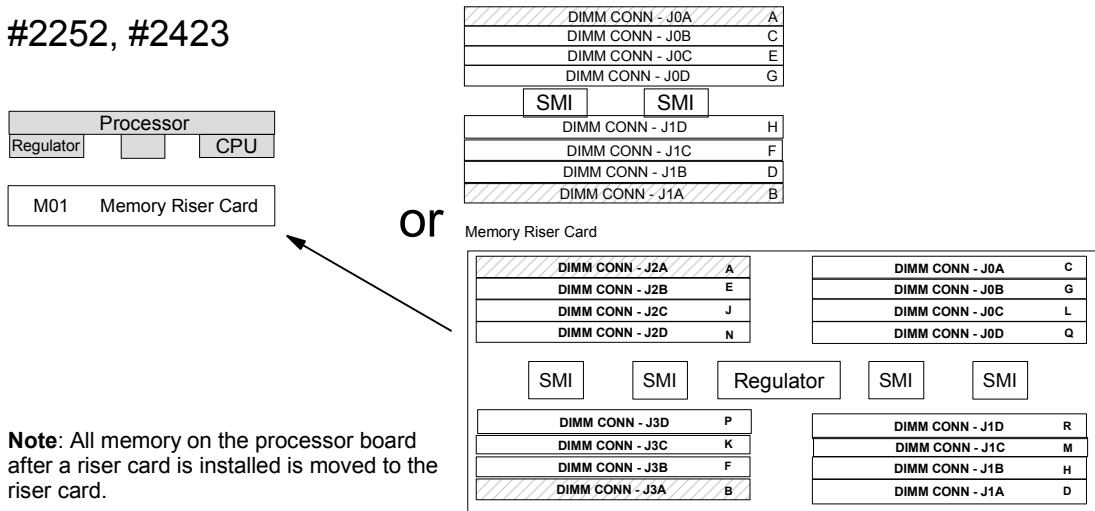 #2252, #2423
DIMM CONN - J0A A
DIMM CONN - J0B C
DIMM CONN - J0C E
DIMM CONN - J0D G
SMI SMI
DIMM CONN - J1D H
DIMM CONN - J1C F
DIMM CONN - J1B D
DIMM CONN - J1A B
Processor
Regulator CPU
M01 Memory Riser Card
or
Memory Riser Card
DIMM CONN - J2A A
DIMM CONN - J2B E
DIMM CONN - J2C J
DIMM CONN - J2D N
DIMM CONN - J0A C
DIMM CONN - J0B G
DIMM CONN - J0C L
DIMM CONN - J0D Q
SMI SMI Regulator SMI SMI
DIMM CONN - J3D P
DIMM CONN - J3C K
DIMM CONN - J3B F
DIMM CONN - J3A B
DIMM CONN - J1D R
DIMM CONN - J1C M
DIMM CONN - J1B H
DIMM CONN - J1A D
Note: All memory on the processor board
after a riser card is installed is moved to the
riser card.